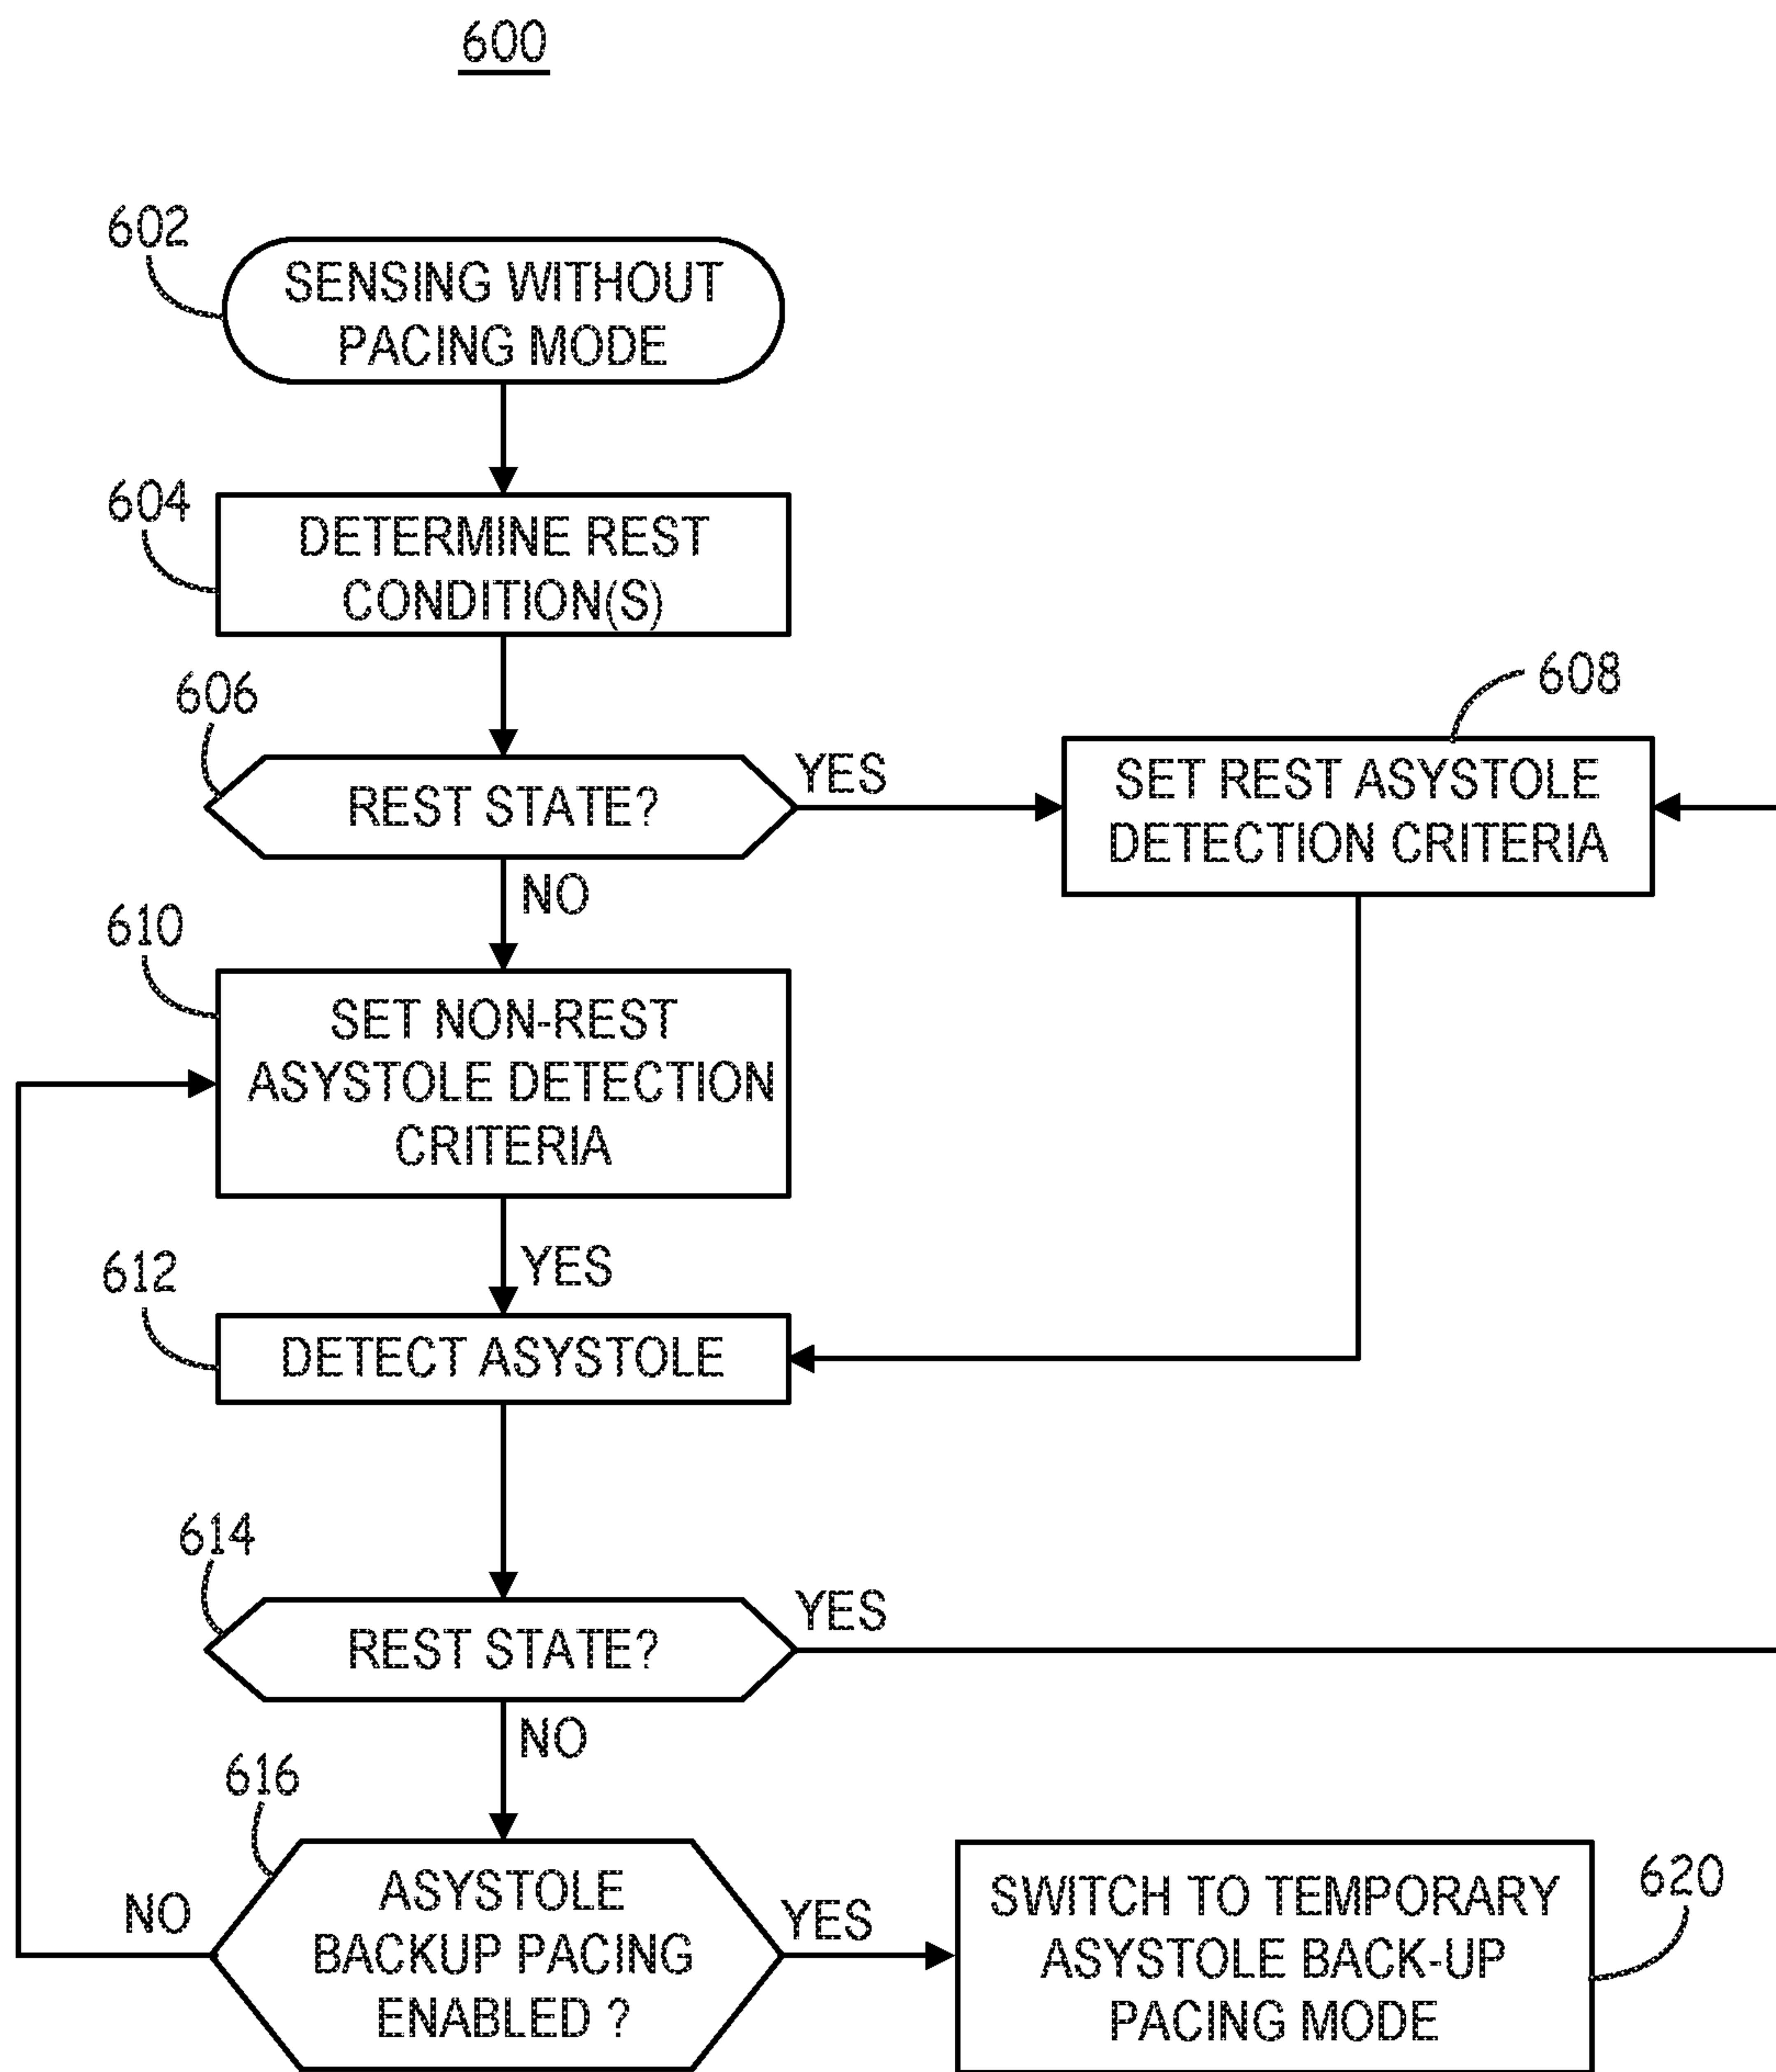 600
602
SENSING WITHOUT
PACING MODE
604
DETERMINE REST
CONDITION(S)
606
REST STATE?
YES
NO
608
SET REST ASYSTOLE
DETECTION CRITERIA
610
SET NON-REST
ASYSTOLE DETECTION
CRITERIA
YES
612
DETECT ASYSTOLE
614
REST STATE?
YES
NO
616
ASYSTOLE
BACKUP PACING
ENABLED ?
NO
YES
SWITCH TO TEMPORARY
ASYSTOLE BACK-UP
PACING MODE
620